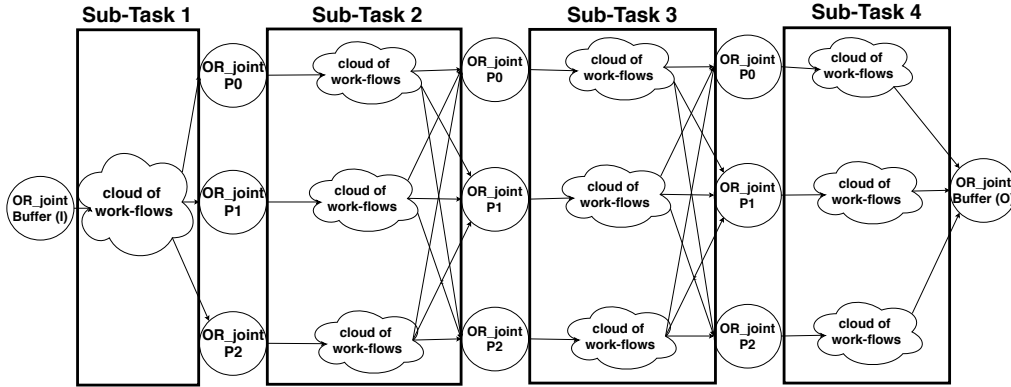 Sub-Task 1
Sub-Task 2
Sub-Task 3
Sub-Task 4
OR_joint
Buffer (I)
cloud of
work-flows
OR_joint
P0
OR_joint
P1
OR_joint
P2
cloud of
work-flows
cloud of
work-flows
cloud of
work-flows
OR_joint
P0
OR_joint
P1
OR_joint
P2
cloud of
work-flows
cloud of
work-flows
cloud of
work-flows
OR_joint
P0
OR_joint
P1
OR_joint
P2
cloud of
work-flows
cloud of
work-flows
cloud of
work-flows
OR_joint
Buffer (O)